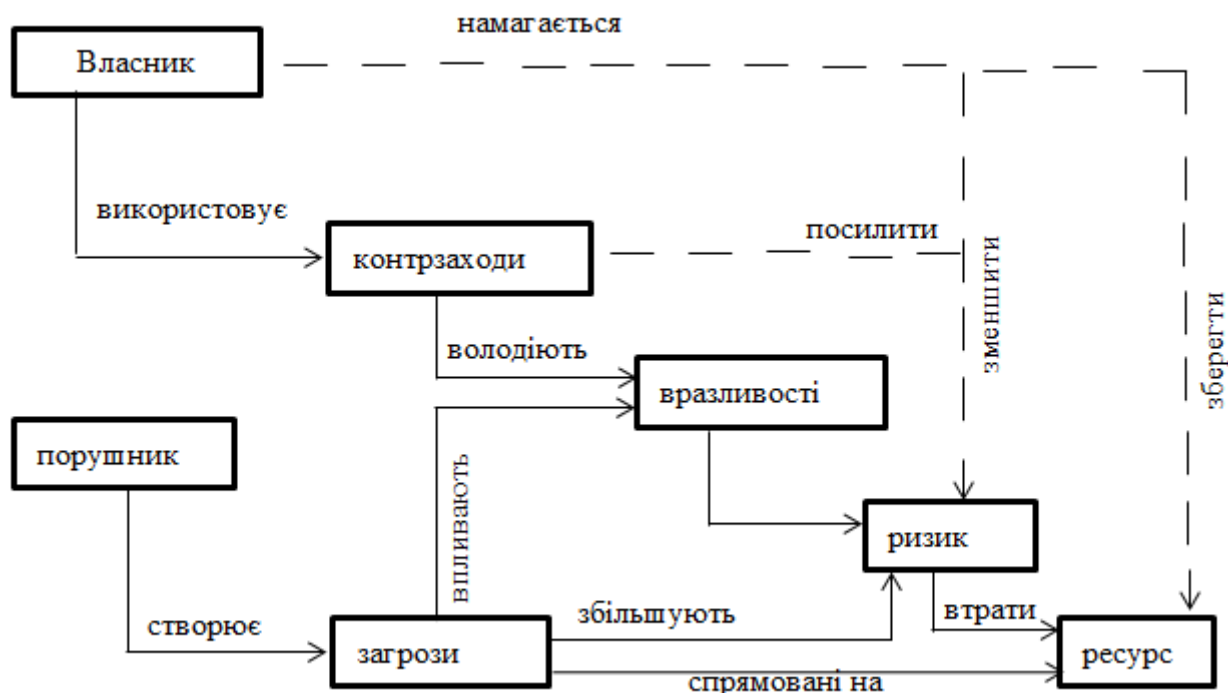 намагається
Власник
використовує
контрзаходи
посилити
зменшити
зберегти
володіють
вразливості
порушник
впливають
ризик
створює
загрози
збільшують
втрати
ресурс
спрямовані на